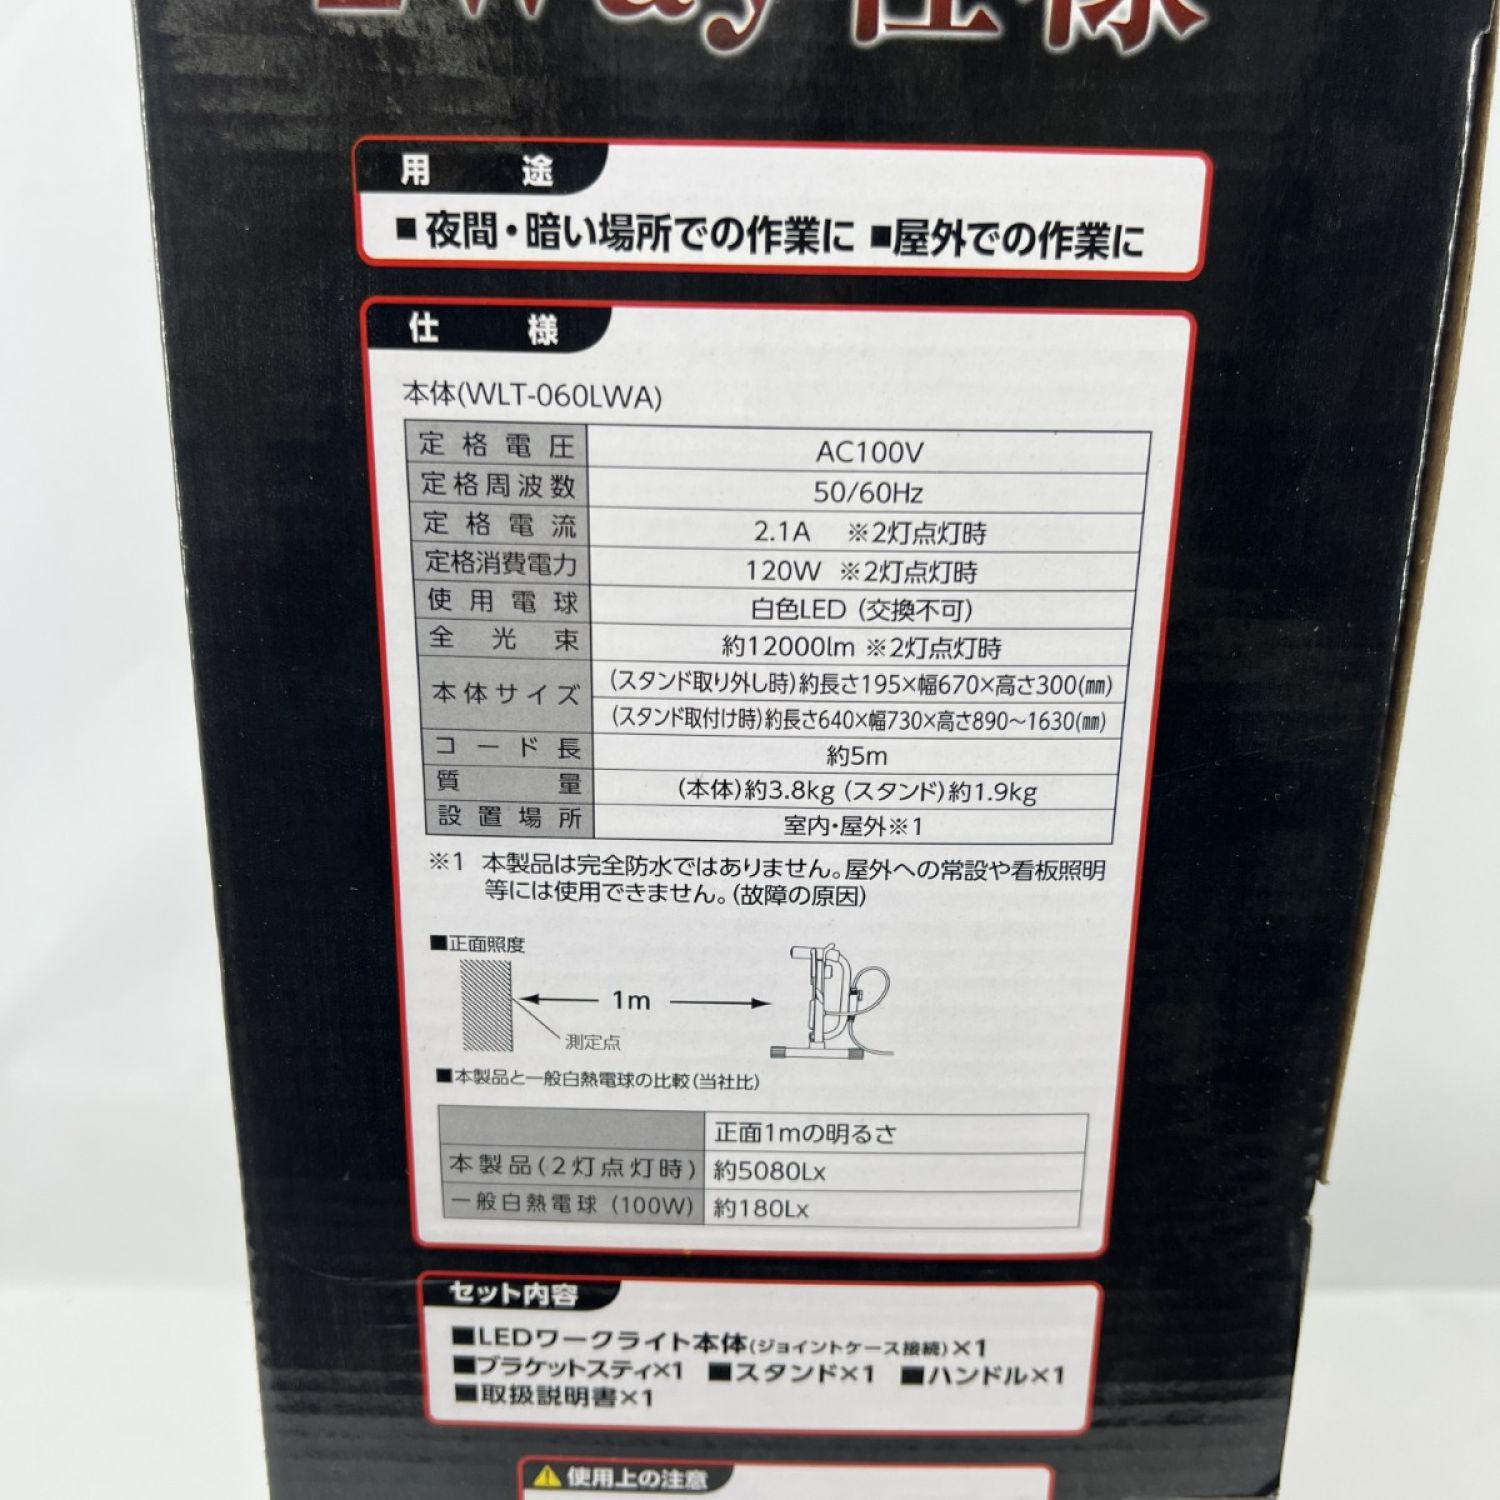 2way仕様
用途
■夜間・暗い場所での作業に ■屋外での作業に
仕様
本体(WLT-060LWA)
定格電圧 AC100V
定格周波数 50/60Hz
定格電流 2.1A ※2灯点灯時
定格消費電力 120W ※2灯点灯時
使用電球 白色LED (交換不可)
全光束 約12000lm ※2灯点灯時
本体サイズ (スタンド取り外し時)約長さ195×幅670×高さ300(㎜)
(スタンド取付け時)約長さ640×幅730×高さ890〜1630(㎜)
コード長 約5m
質量 (本体)約3.8kg (スタンド)約1.9kg
設置場所 室内・屋外※1
※1 本製品は完全防水ではありません。屋外への常設や看板照明
等には使用できません。(故障の原因)
■正面照度
1m
測定点
■本製品と一般白熱電球の比較(当社比)
正面1mの明るさ
本製品(2灯点灯時) 約5080Lx
一般白熱電球 (100W) 約180Lx
セット内容
■LEDワークライト本体(ジョイントケース接続)×1
■ブラケットスティ×1 ■スタンド×1 ■ハンドル×1
■取扱説明書×1
使用上の注意